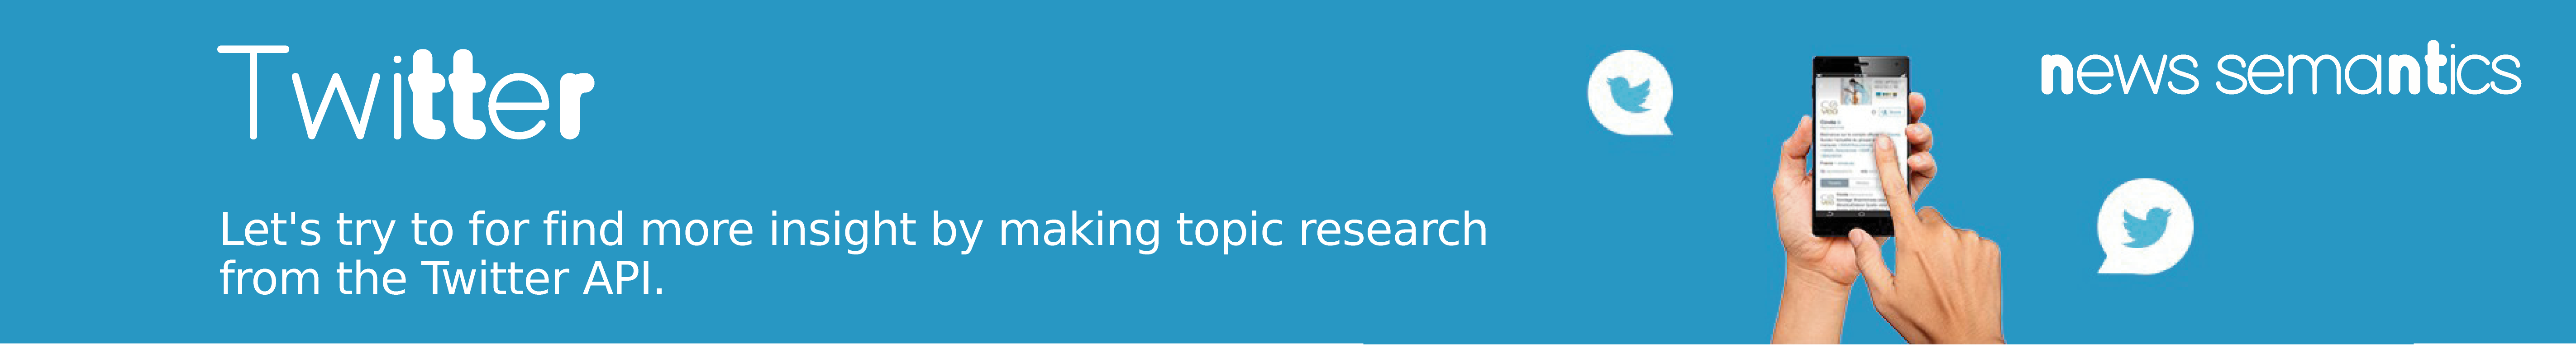 Twitter
news semantics
Let's try to for find more insight by making topic research
from the Twitter API.